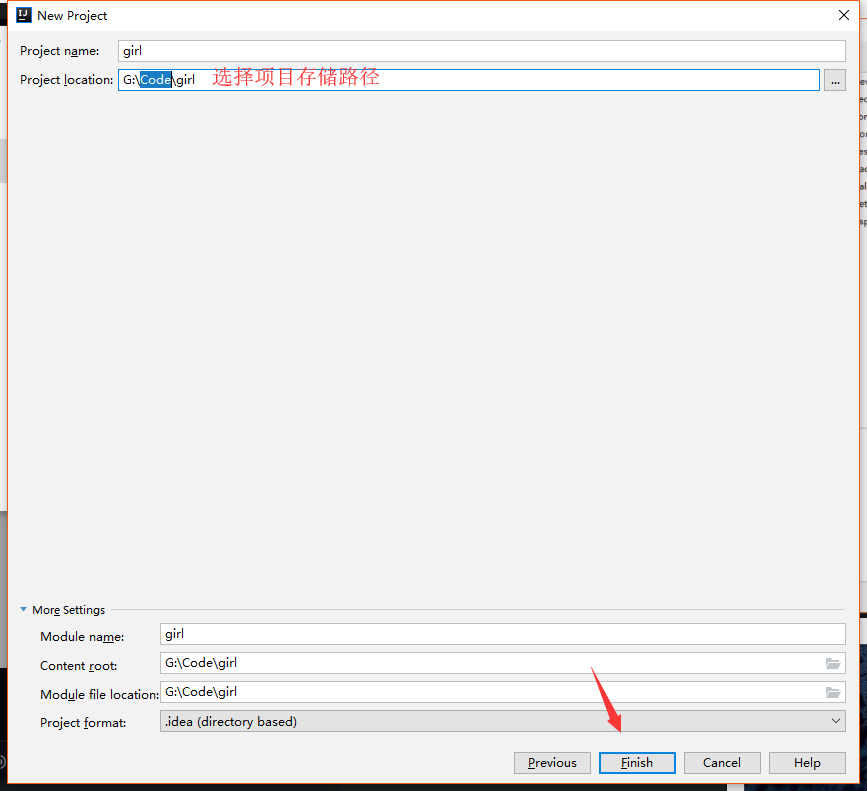 New Project
Project name: girl
Project location: G:\Code\girl 选择项目存储路径 ...
More Settings
Module name: girl
Content root: G:\Code\girl
Module file location: G:\Code\girl
Project format: .idea (directory based)
Previous Finish Cancel Help